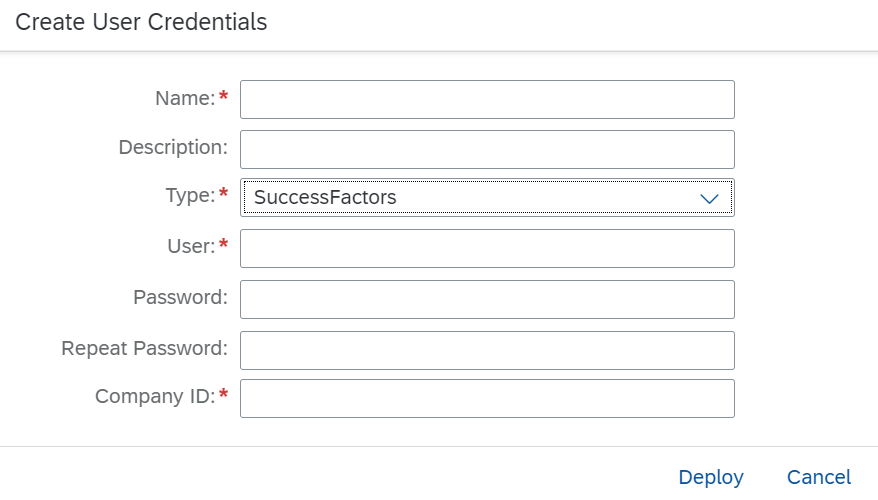 Create User Credentials
Name:*
Description:
Type:* SuccessFactors
User:*
Password:
Repeat Password:
Company ID:*
Deploy Cancel